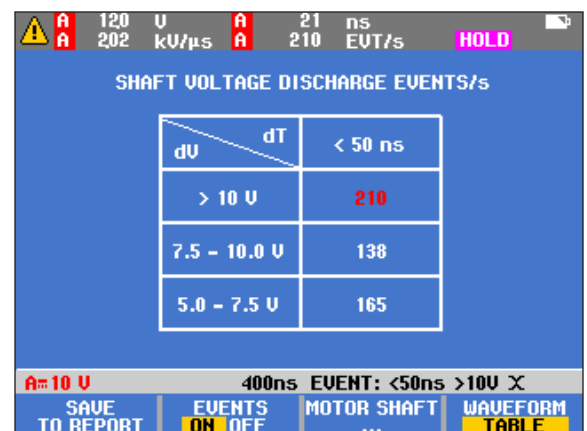 A 120 V A 21 ns
A 202 kV/µs A 210 EVT/s HOLD
SHAFT VOLTAGE DISCHARGE EVENTS/s
dV dT < 50 ns
> 10 V 210
7.5 – 10.0 V 138
5.0 – 7.5 V 165
A 10 V 400ns EVENT: <50ns >10V X
SAVE EVENTS MOTOR SHAFT WAVEFORM
TO REPORT ON OFF ... TABLE